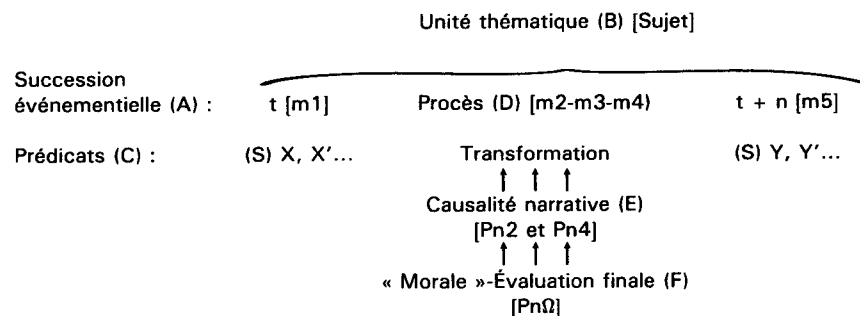 Unité thématique (B) [Sujet]
Succession
événementielle (A) : t [m1] Procès (D) [m2-m3-m4) t + n [m5]
Prédicats (C) : (S) X, X′... Transformation (S) Y, Y′...
Causalité narrative (E)
[Pn2 et Pn4]
« Morale »-Évaluation finale (F)
[PnΩ]